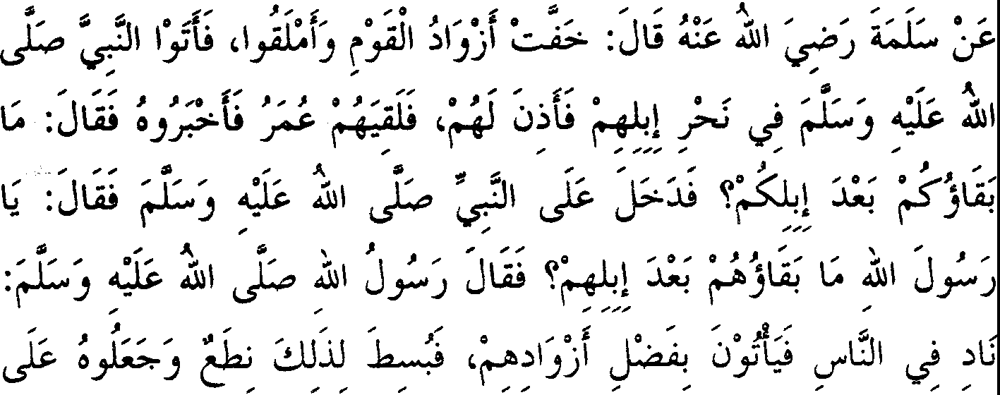 عَنْ سَلَمَةَ رَضِيَ اللهُ عَنْهُ قَالَ: خَفَّتْ أَزْوَادُ الْقَوْمِ وَأَمْلَقُوا، فَأَتَوْا النَّبِيَّ صَلَّى
اللهُ عَلَيْهِ وَسَلَّمَ فِي نَحْرِ إِبِلِهِمْ فَأَذِنَ لَهُمْ، فَلَقِيَهُمْ عُمَرُ فَأَخْبَرُوهُ فَقَالَ: مَا
بَقَاؤُكُمْ بَعْدَ إِبِلِكُمْ؟ فَدَخَلَ عَلَى النَّبِيِّ صَلَّى اللهُ عَلَيْهِ وَسَلَّمَ فَقَالَ: يَا
رَسُولَ اللهِ مَا بَقَاؤُهُمْ بَعْدَ إِبِلِهِمْ؟ فَقَالَ رَسُولُ اللهِ صَلَّى اللهُ عَلَيْهِ وَسَلَّمَ:
نَادِ فِي النَّاسِ فَيَأْتُوْنَ بِفَضْلِ أَزْوَادِهِمْ، فَبُسِطَ لِذَلِكَ نِطَعٌ وَجَعَلُوهُ عَلَى